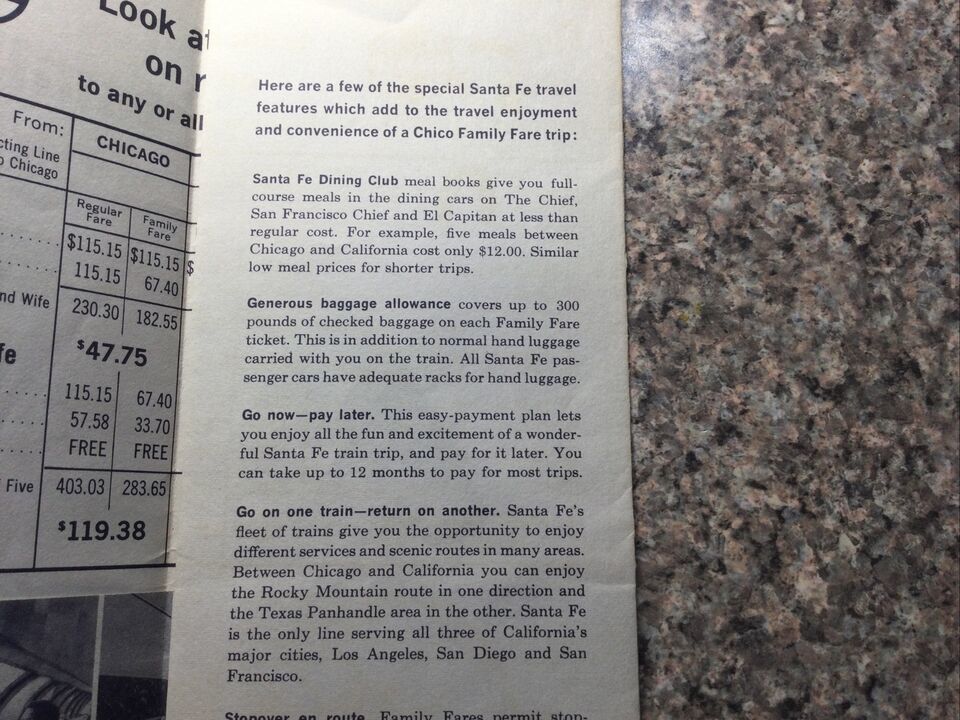 Look
on
to any or all
From:
CHICAGO
Line
Chicago
Regular Fare
Family Fare
$115.15 $115.15 $
115.15 67.40
nd Wife 230.30 182.55
$47.75
fe
115.15 67.40
57.58 33.70
FREE FREE
Five 403.03 283.65
$119.38
Here are a few of the special Santa Fe travel
features which add to the travel enjoyment
and convenience of a Chico Family Fare trip:
Santa Fe Dining Club meal books give you full-
course meals in the dining cars on The Chief,
San Francisco Chief and El Capitan at less than
regular cost. For example, five meals between
Chicago and California cost only $12.00. Similar
low meal prices for shorter trips.
Generous baggage allowance covers up to 300
pounds of checked baggage on each Family Fare
ticket. This is in addition to normal hand luggage
carried with you on the train. All Santa Fe pas-
senger cars have adequate racks for hand luggage.
Go now—pay later. This easy-payment plan lets
you enjoy all the fun and excitement of a wonder-
ful Santa Fe train trip, and pay for it later. You
can take up to 12 months to pay for most trips.
Go on one train—return on another. Santa Fe's
fleet of trains give you the opportunity to enjoy
different services and scenic routes in many areas.
Between Chicago and California you can enjoy
the Rocky Mountain route in one direction and
the Texas Panhandle area in the other. Santa Fe
is the only line serving all three of California's
major cities, Los Angeles, San Diego and San
Francisco.
Stopover en route. Family Fares permit stop-